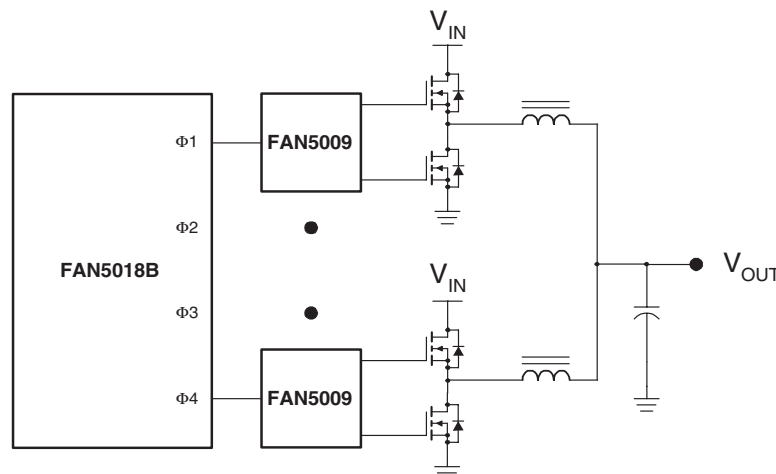 V_IN
Φ1
FAN5009
Φ2
FAN5018B
V_OUT
V_IN
Φ3
Φ4
FAN5009